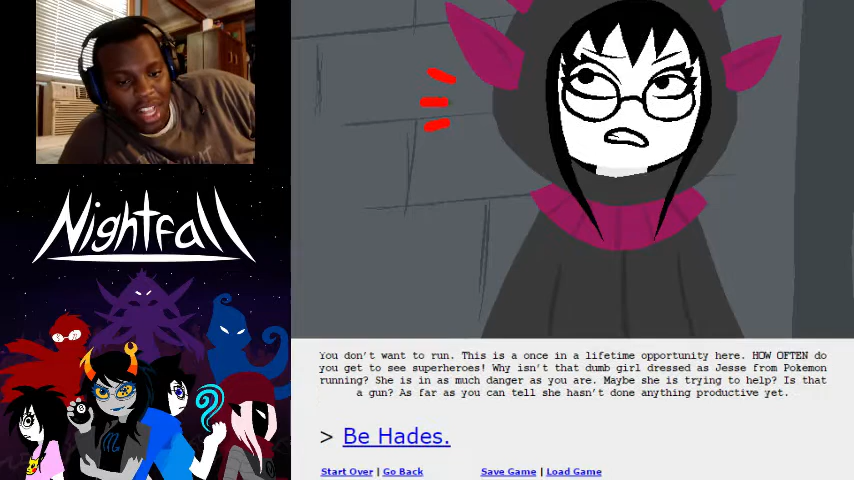 Nightfall
You don't want to run. This is a once in a lifetime opportunity here. HOW OFTEN do
you get to see superheroes! Why isn't that dumb girl dressed as Jesse from Pokemon
running? She is in as much danger as you are. Maybe she is trying to help? Is that
a gun? As far as you can tell she hasn't done anything productive yet.
> Be Hades.
Start Over | Go Back Save Game | Load Game